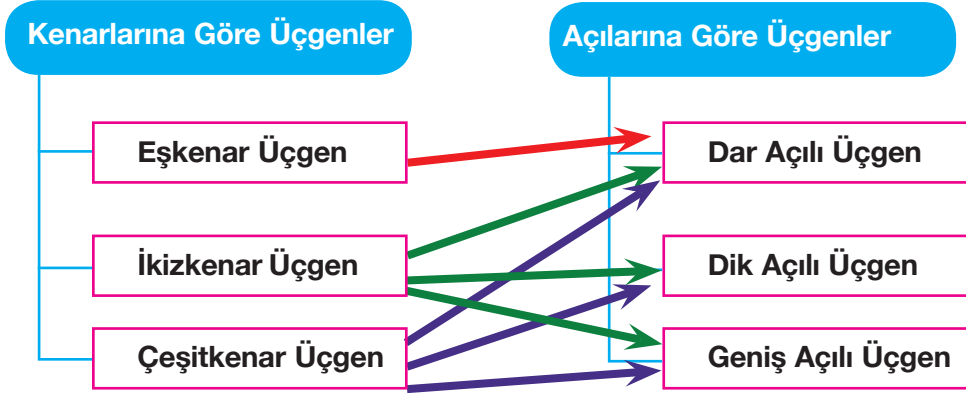 Kenarlarına Göre Üçgenler
Eşkenar Üçgen
İkizkenar Üçgen
Çeşitkenar Üçgen
Açılarına Göre Üçgenler
Dar Açılı Üçgen
Dik Açılı Üçgen
Geniş Açılı Üçgen